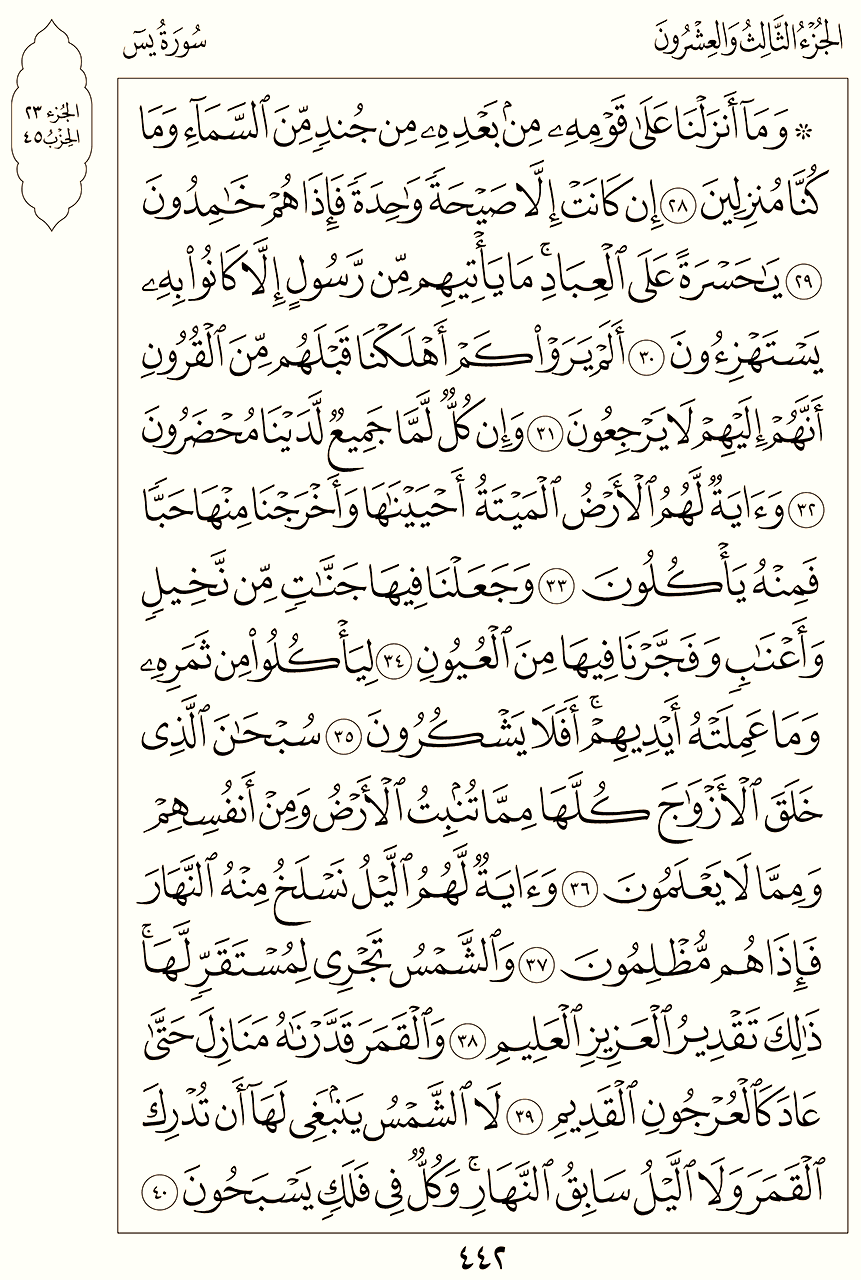 الجُزْءُ الثَّالِثُ وَالعِشْرُونَ
سُورَةُ يسٓ
الجزء ٢٣
الحِزْبُ ٤٥
۞ وَمَآ أَنزَلْنَا عَلَىٰ قَوْمِهِۦ مِنۢ بَعْدِهِۦ مِن جُندٍ مِّنَ ٱلسَّمَآءِ وَمَا
كُنَّا مُنزِلِينَ ٢٨ إِن كَانَتْ إِلَّا صَيْحَةً وَٰحِدَةً فَإِذَا هُمْ خَٰمِدُونَ
٢٩ يَٰحَسْرَةً عَلَى ٱلْعِبَادِۚ مَا يَأْتِيهِم مِّن رَّسُولٍ إِلَّا كَانُوا۟ بِهِۦ
يَسْتَهْزِءُونَ ٣٠ أَلَمْ يَرَوْا۟ كَمْ أَهْلَكْنَا قَبْلَهُم مِّنَ ٱلْقُرُونِ
أَنَّهُمْ إِلَيْهِمْ لَا يَرْجِعُونَ ٣١ وَإِن كُلٌّ لَّمَّا جَمِيعٌ لَّدَيْنَا مُحْضَرُونَ
٣٢ وَءَايَةٌ لَّهُمُ ٱلْأَرْضُ ٱلْمَيْتَةُ أَحْيَيْنَٰهَا وَأَخْرَجْنَا مِنْهَا حَبًّا
فَمِنْهُ يَأْكُلُونَ ٣٣ وَجَعَلْنَا فِيهَا جَنَّٰتٍ مِّن نَّخِيلٍ
وَأَعْنَٰبٍ وَفَجَّرْنَا فِيهَا مِنَ ٱلْعُيُونِ ٣٤ لِيَأْكُلُوا۟ مِن ثَمَرِهِۦ
وَمَا عَمِلَتْهُ أَيْدِيهِمْۚ أَفَلَا يَشْكُرُونَ ٣٥ سُبْحَٰنَ ٱلَّذِى
خَلَقَ ٱلْأَزْوَٰجَ كُلَّهَا مِمَّا تُنۢبِتُ ٱلْأَرْضُ وَمِنْ أَنفُسِهِمْ
وَمِمَّا لَا يَعْلَمُونَ ٣٦ وَءَايَةٌ لَّهُمُ ٱلَّيْلُ نَسْلَخُ مِنْهُ ٱلنَّهَارَ
فَإِذَا هُم مُّظْلِمُونَ ٣٧ وَٱلشَّمْسُ تَجْرِى لِمُسْتَقَرٍّ لَّهَاۚ
ذَٰلِكَ تَقْدِيرُ ٱلْعَزِيزِ ٱلْعَلِيمِ ٣٨ وَٱلْقَمَرَ قَدَّرْنَٰهُ مَنَازِلَ حَتَّىٰ
عَادَ كَٱلْعُرْجُونِ ٱلْقَدِيمِ ٣٩ لَا ٱلشَّمْسُ يَنۢبَغِى لَهَآ أَن تُدْرِكَ
ٱلْقَمَرَ وَلَا ٱلَّيْلُ سَابِقُ ٱلنَّهَارِۚ وَكُلٌّ فِى فَلَكٍ يَسْبَحُونَ ٤٠
٤٤٢